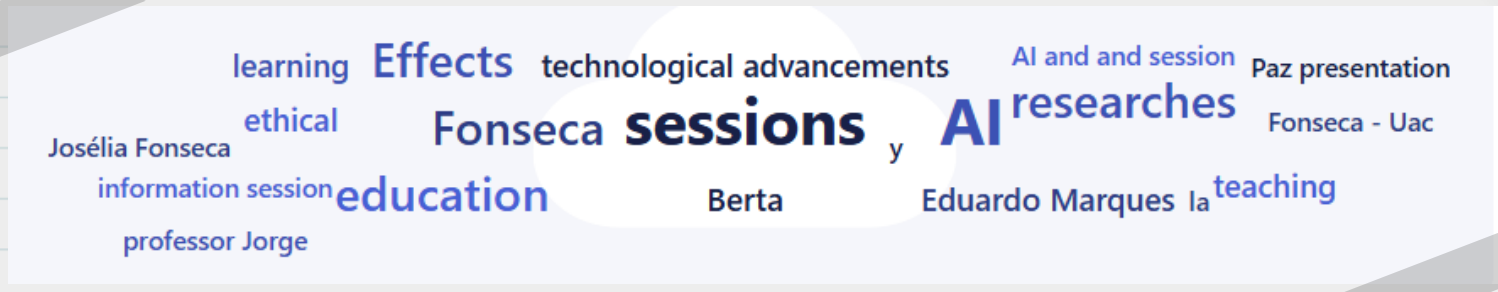 learning Effects technological advancements AI and and session Paz presentation
ethical Fonseca sessions y AI researches Fonseca - Uac
Josélia Fonseca
information session education Berta Eduardo Marques la teaching
professor Jorge